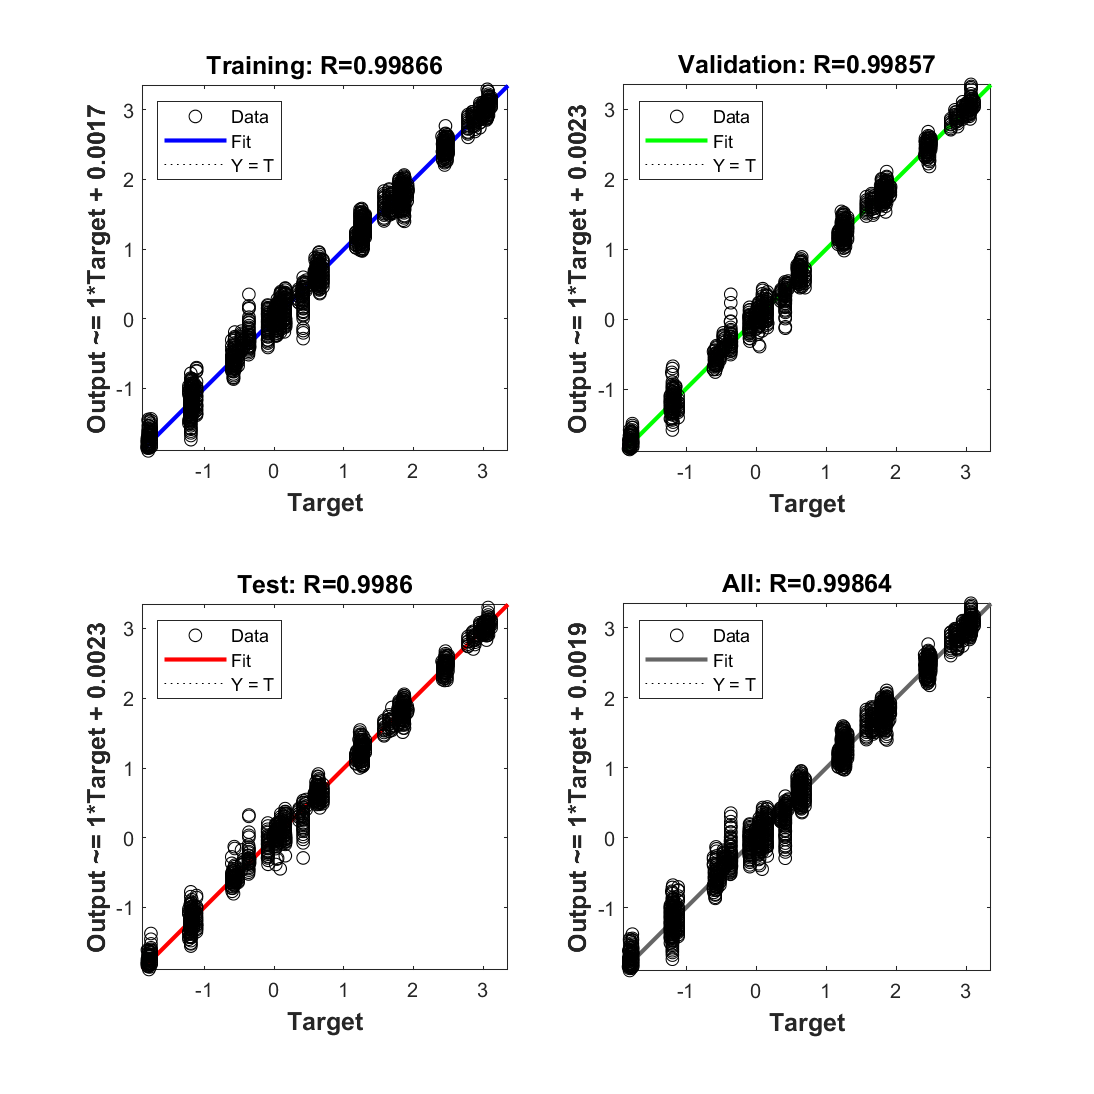 Training: R=0.99866
Output ~= 1*Target + 0.0017
Data
Fit
Y = T
3
2
1
0
-1
-1 0 1 2 3
Target
Validation: R=0.99857
Output ~= 1*Target + 0.0023
Data
Fit
Y = T
3
2
1
0
-1
-1 0 1 2 3
Target
Test: R=0.9986
Output ~= 1*Target + 0.0023
Data
Fit
Y = T
3
2
1
0
-1
-1 0 1 2 3
Target
All: R=0.99864
Output ~= 1*Target + 0.0019
Data
Fit
Y = T
3
2
1
0
-1
-1 0 1 2 3
Target